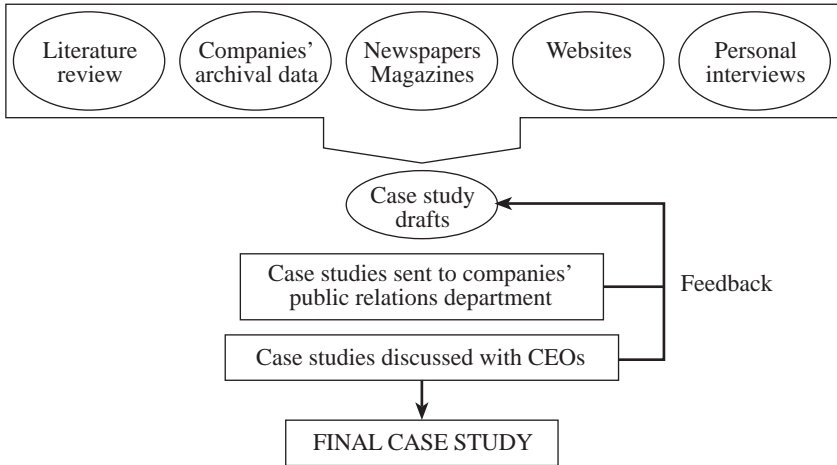 Literature
review
Companies’
archival data
Newspapers
Magazines
Websites
Personal
interviews
Case study
drafts
Case studies sent to companies’
public relations department
Feedback
Case studies discussed with CEOs
FINAL CASE STUDY